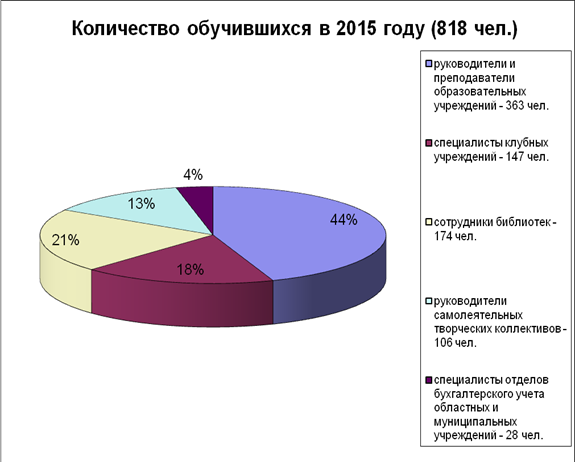 Количество обучившихся в 2015 году (818 чел.)
4%
13%
44%
21%
18%
руководители и
преподаватели
образовательных
учреждений - 363 чел.
специалисты клубных
учреждений - 147 чел.
сотрудники библиотек -
174 чел.
руководители
самолеятельных
творческих коллективов -
106 чел.
специалисты отделов
бухгалтерского учета
областных и
муниципальных
учреждений - 28 чел.